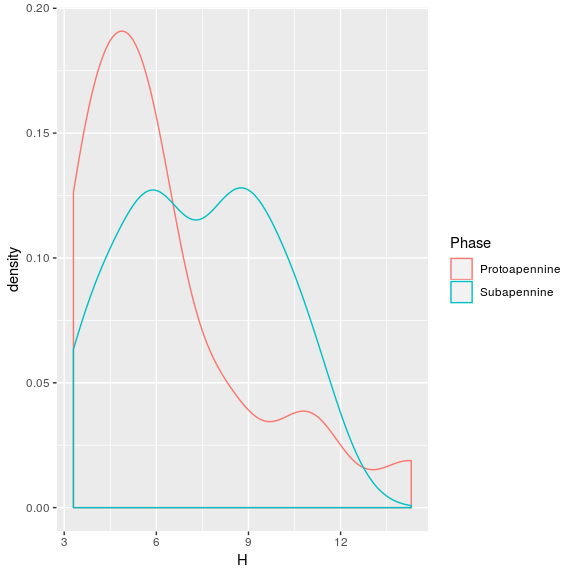 0.20
0.15
0.10
0.05
0.00
density
3 6 9 12
H
Phase
Protoapennine
Subapennine